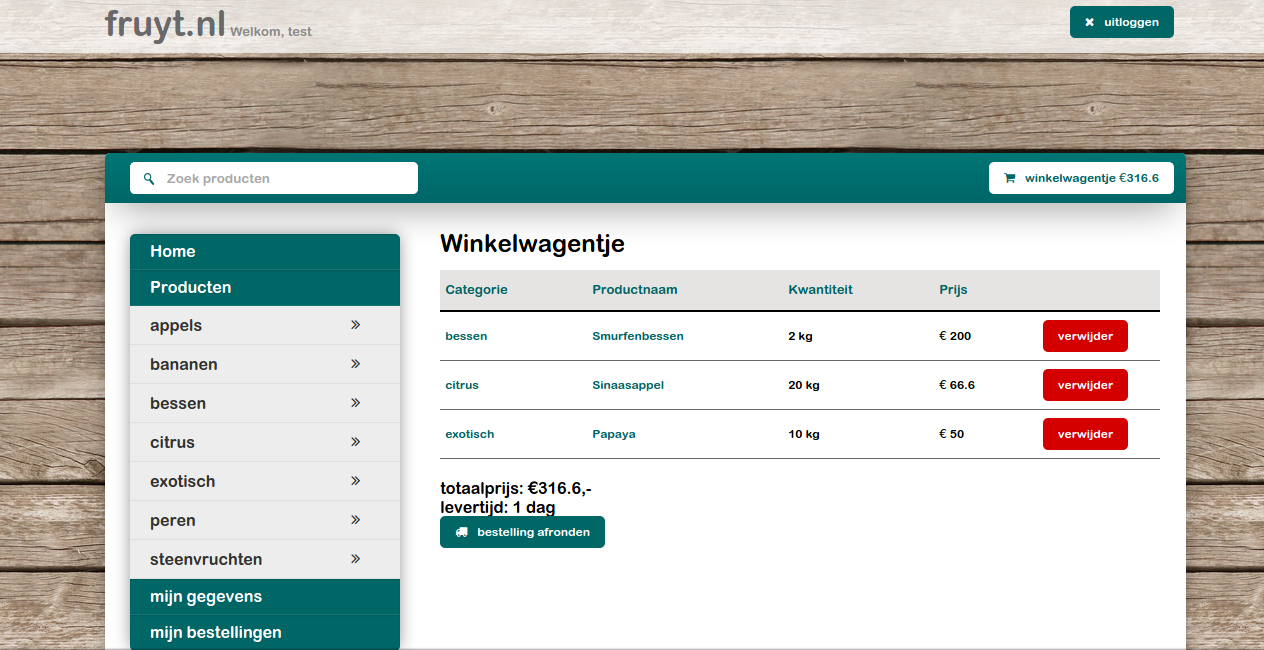 fruyt.nl Welkom, test
uitloggen
Zoek producten
winkelwagentje €316.6
Home
Producten
appels
bananen
bessen
citrus
exotisch
peren
steenvruchten
mijn gegevens
mijn bestellingen
Winkelwagentje
Categorie Productnaam Kwantiteit Prijs
bessen Smurfenbessen 2 kg € 200 verwijder
citrus Sinaasappel 20 kg € 66.6 verwijder
exotisch Papaya 10 kg € 50 verwijder
totaalprijs: €316.6,-
levertijd: 1 dag
bestelling afronden